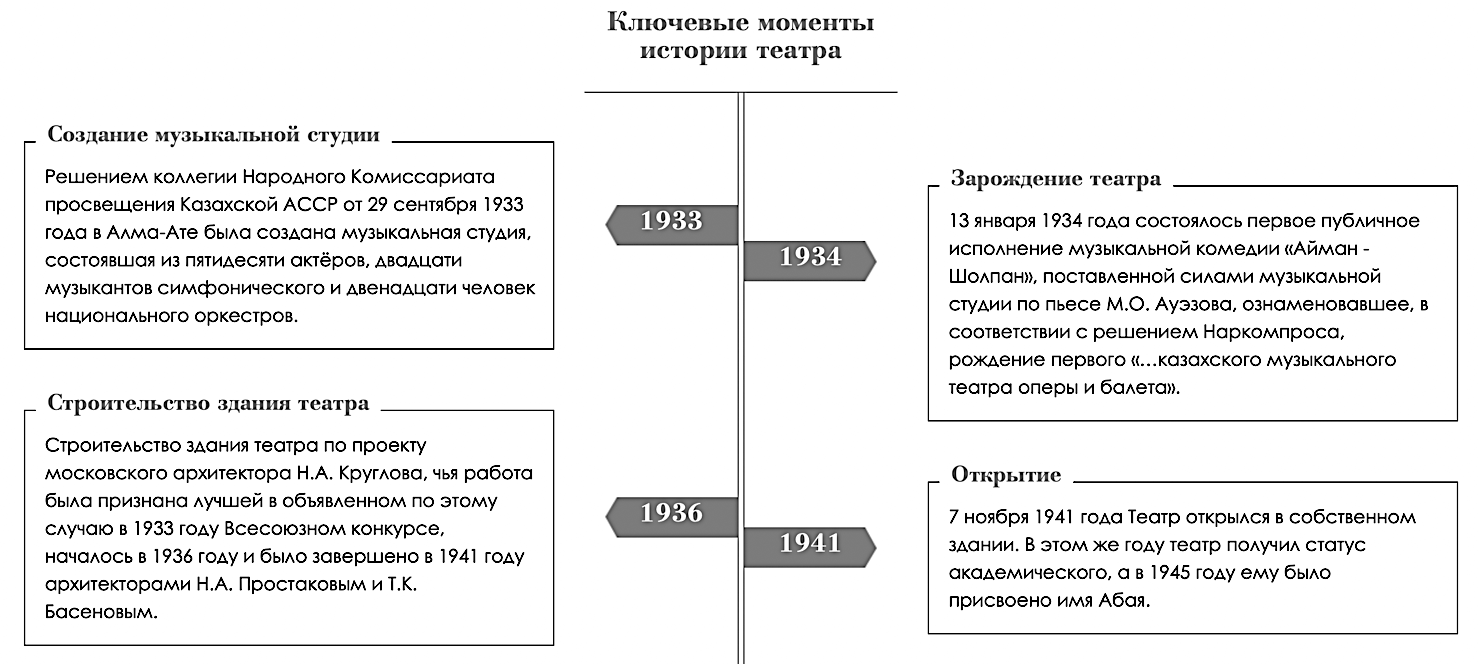 Ключевые моменты
истории театра
Создание музыкальной студии
Решением коллегии Народного Комиссариата
просвещения Казахской АССР от 29 сентября 1933
года в Алма-Ате была создана музыкальная студия,
состоявшая из пятидесяти актёров, двадцати
музыкантов симфонического и двенадцати человек
национального оркестров.
1933
1934
Зарождение театра
13 января 1934 года состоялось первое публичное
исполнение музыкальной комедии «Айман -
Шолпан», поставленной силами музыкальной
студии по пьесе М.О. Ауэзова, ознаменовавшее, в
соответствии с решением Наркомпроса,
рождение первого «...казахского музыкального
театра оперы и балета».
Строительство здания театра
Строительство здания театра по проекту
московского архитектора Н.А. Круглова, чья работа
была признана лучшей в объявленном по этому
случаю в 1933 году Всесоюзном конкурсе,
началось в 1936 году и было завершено в 1941 году
архитекторами Н.А. Простаковым и Т.К.
Басеновым.
1936
1941
Открытие
7 ноября 1941 года Театр открылся в собственном
здании. В этом же году театр получил статус
академического, а в 1945 году ему было
присвоено имя Абая.